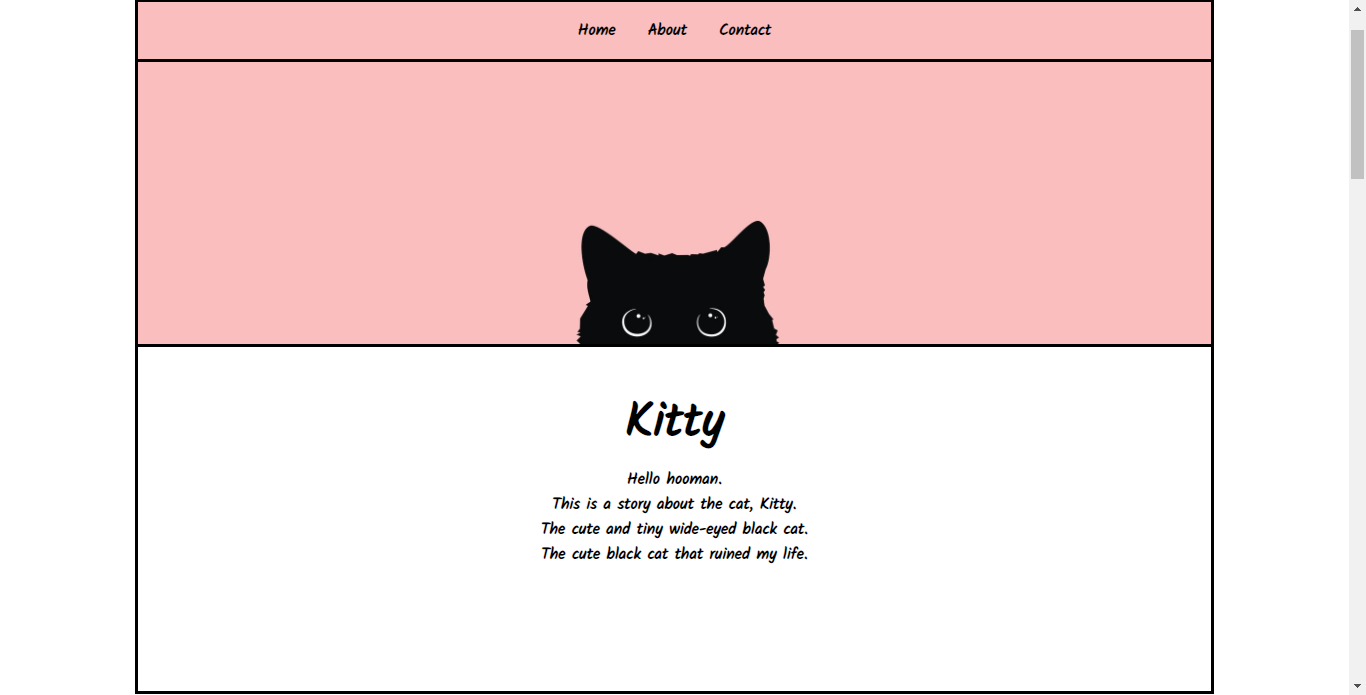 Home About Contact
Kitty
Hello hooman.
This is a story about the cat, Kitty.
The cute and tiny wide-eyed black cat.
The cute black cat that ruined my life.